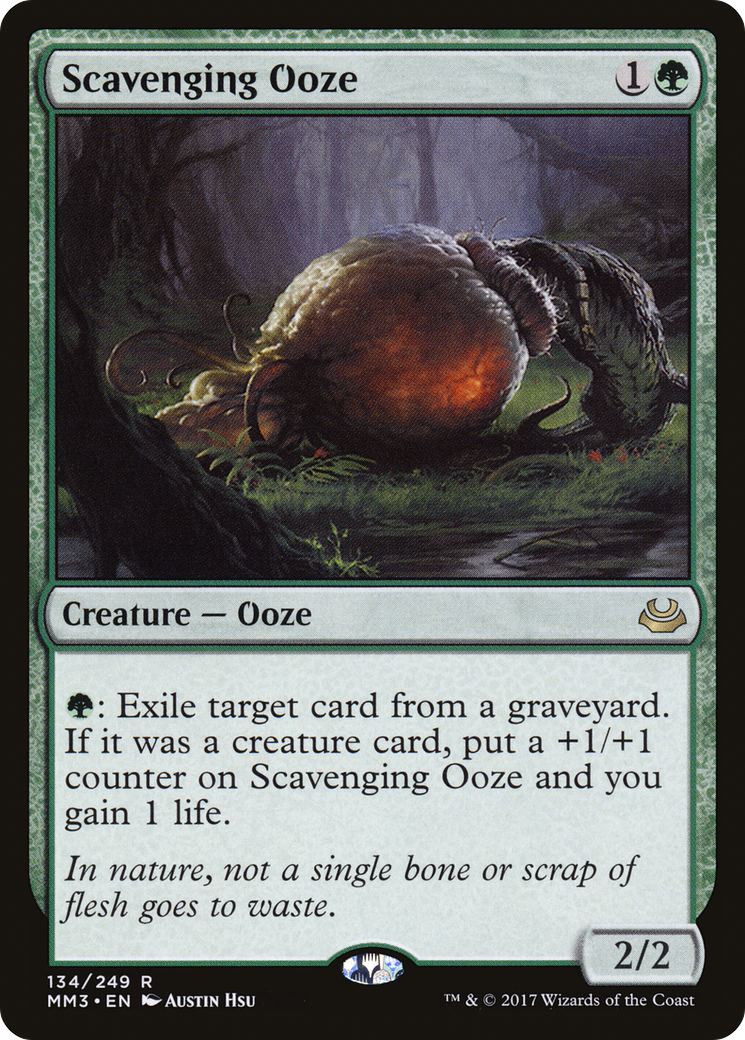 Scavenging Ooze 1
Creature — Ooze
: Exile target card from a graveyard.
If it was a creature card, put a +1/+1
counter on Scavenging Ooze and you
gain 1 life.
In nature, not a single bone or scrap of
flesh goes to waste.
2/2
134/249 R
MM3 • EN Austin Hsu
™ & © 2017 Wizards of the Coast